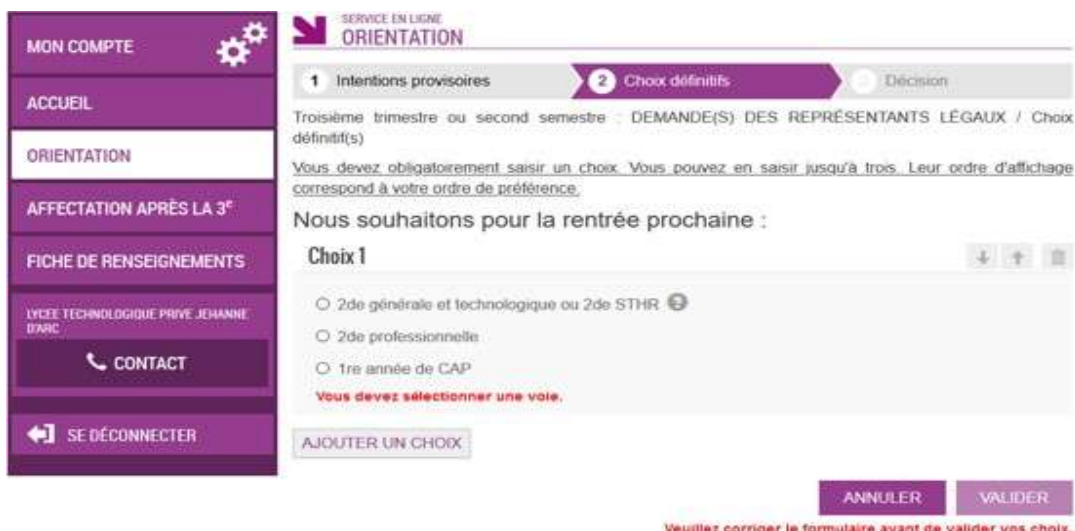 MON COMPTE
ACCUEIL
ORIENTATION
AFFECTATION APRÈS LA 3e
FICHE DE RENSEIGNEMENTS
LYCEE TECHNOLOGIQUE PRIVE JEHANNE
D'ARC
CONTACT
SE DÉCONNECTER
SERVICE EN LIGNE
ORIENTATION
1 Intentions provisoires
2 Choix définitifs
3 Décision
Troisième trimestre ou second semestre : DEMANDE(S) DES REPRÉSENTANTS LÉGAUX / Choix
définitif(s)
Vous devez obligatoirement saisir un choix. Vous pouvez en saisir jusqu'à trois. Leur ordre d'affichage
correspond à votre ordre de préférence.
Nous souhaitons pour la rentrée prochaine :
Choix 1
2de générale et technologique ou 2de STHR ?
2de professionnelle
1re année de CAP
Vous devez sélectionner une voie.
AJOUTER UN CHOIX
ANNULER
VALIDER
Veuillez corriger le formulaire avant de valider vos choix.